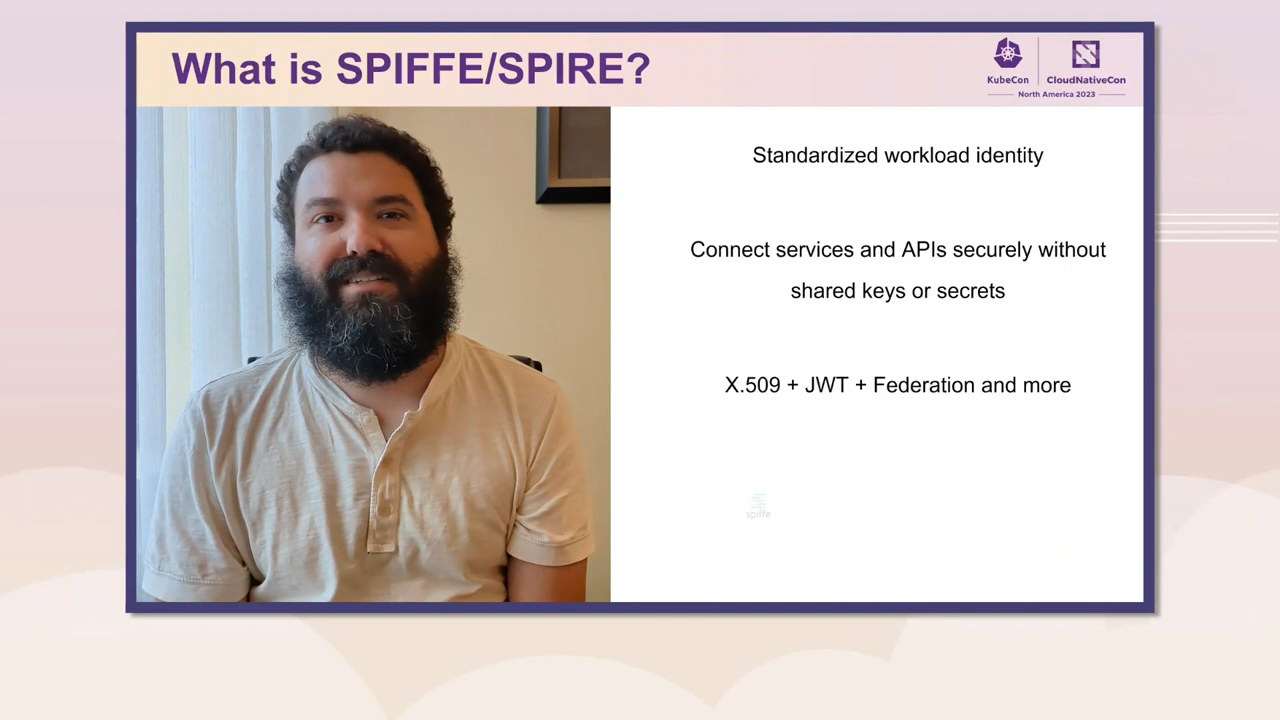 What is SPIFFE/SPIRE?
KubeCon
CloudNativeCon
North America 2023
Standardized workload identity
Connect services and APIs securely without
shared keys or secrets
X.509 + JWT + Federation and more
spiffe